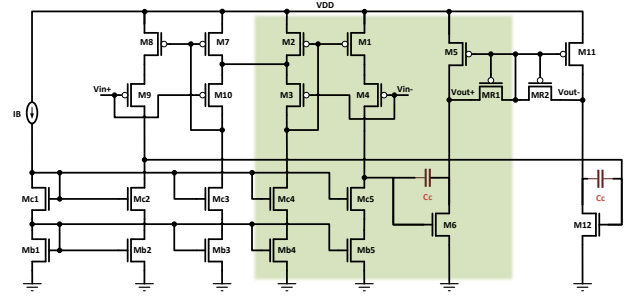 VDD
M8 M7 M2 M1 M5 M11
Vin+ M9 M10 M3 M4 Vin- Vout+ MR1 MR2 Vout-
IB
Mc1 Mc2 Mc3 Mc4 Mc5 Cc Cc
M6 M12
Mb1 Mb2 Mb3 Mb4 Mb5